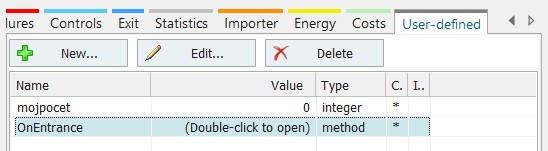 lures Controls Exit Statistics Importer Energy Costs User-defined
New... Edit... Delete
Name Value Type C. I..
mojpocet 0 integer *
OnEntrance (Double-click to open) method *